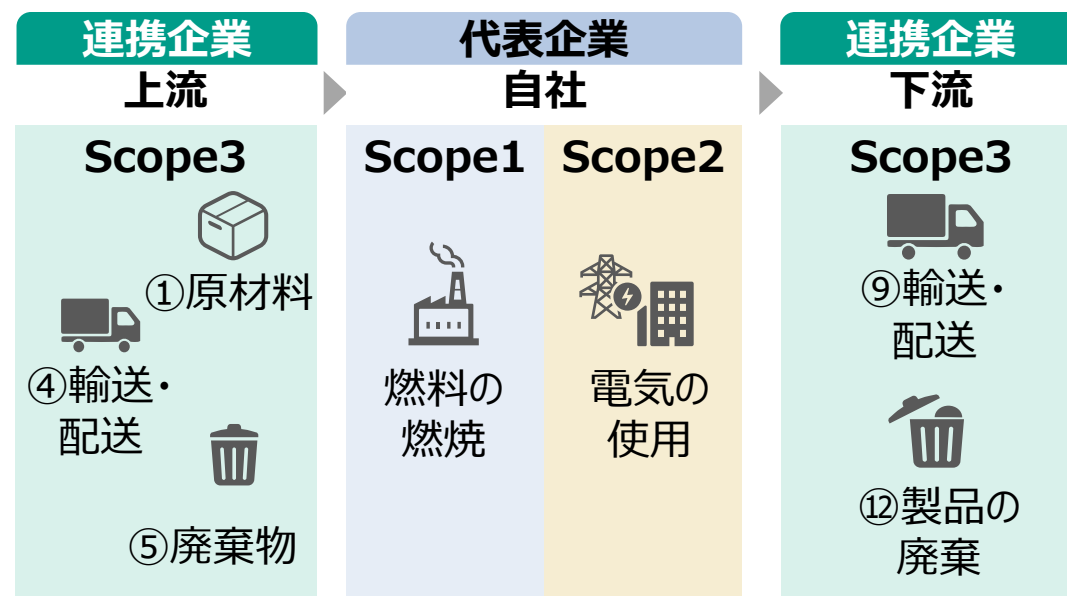 連携企業
上流
Scope3
①原材料
④輸送・
配送
⑤廃棄物
代表企業
自社
Scope1
燃料の
燃焼
Scope2
電気の
使用
連携企業
下流
Scope3
⑨輸送・
配送
⑫製品の
廃棄